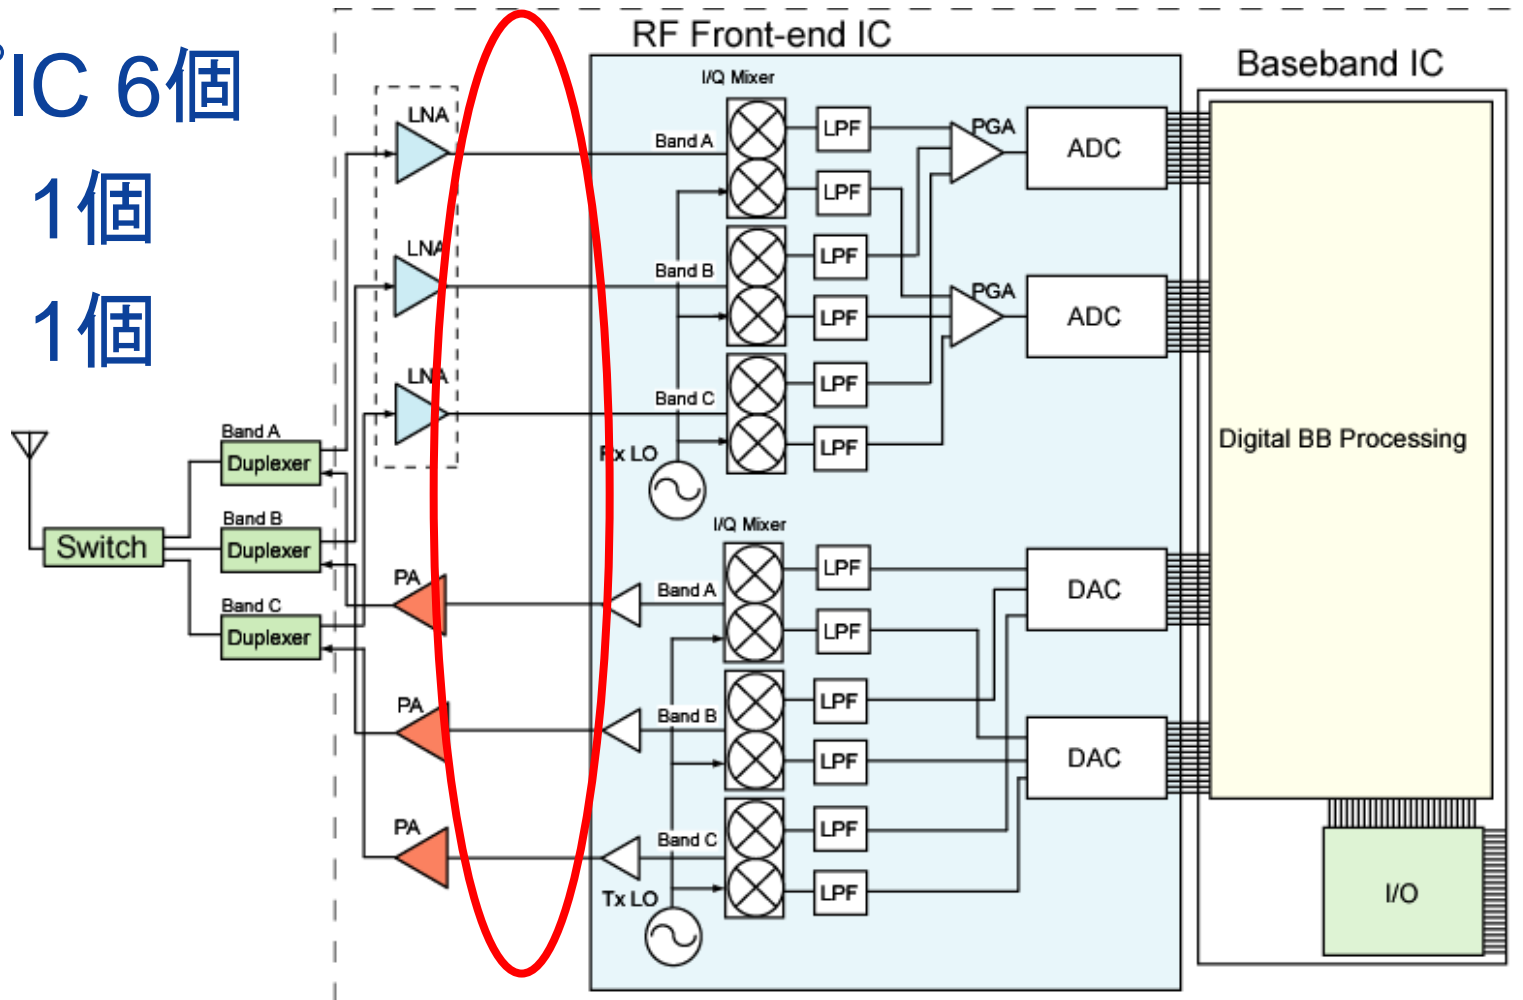 IC 6個
1個
1個
RF Front-end IC
Baseband IC
I/Q Mixer
LNA
Band A
LPF
PGA
ADC
LPF
LNA
Band B
LPF
PGA
ADC
LPF
LNA
Band C
LPF
LPF
Rx LO
Digital BB Processing
Band A
Duplexer
Band B
Duplexer
Band C
Duplexer
Switch
I/Q Mixer
PA
Band A
LPF
DAC
LPF
PA
Band B
LPF
DAC
LPF
PA
Band C
LPF
LPF
Tx LO
I/O